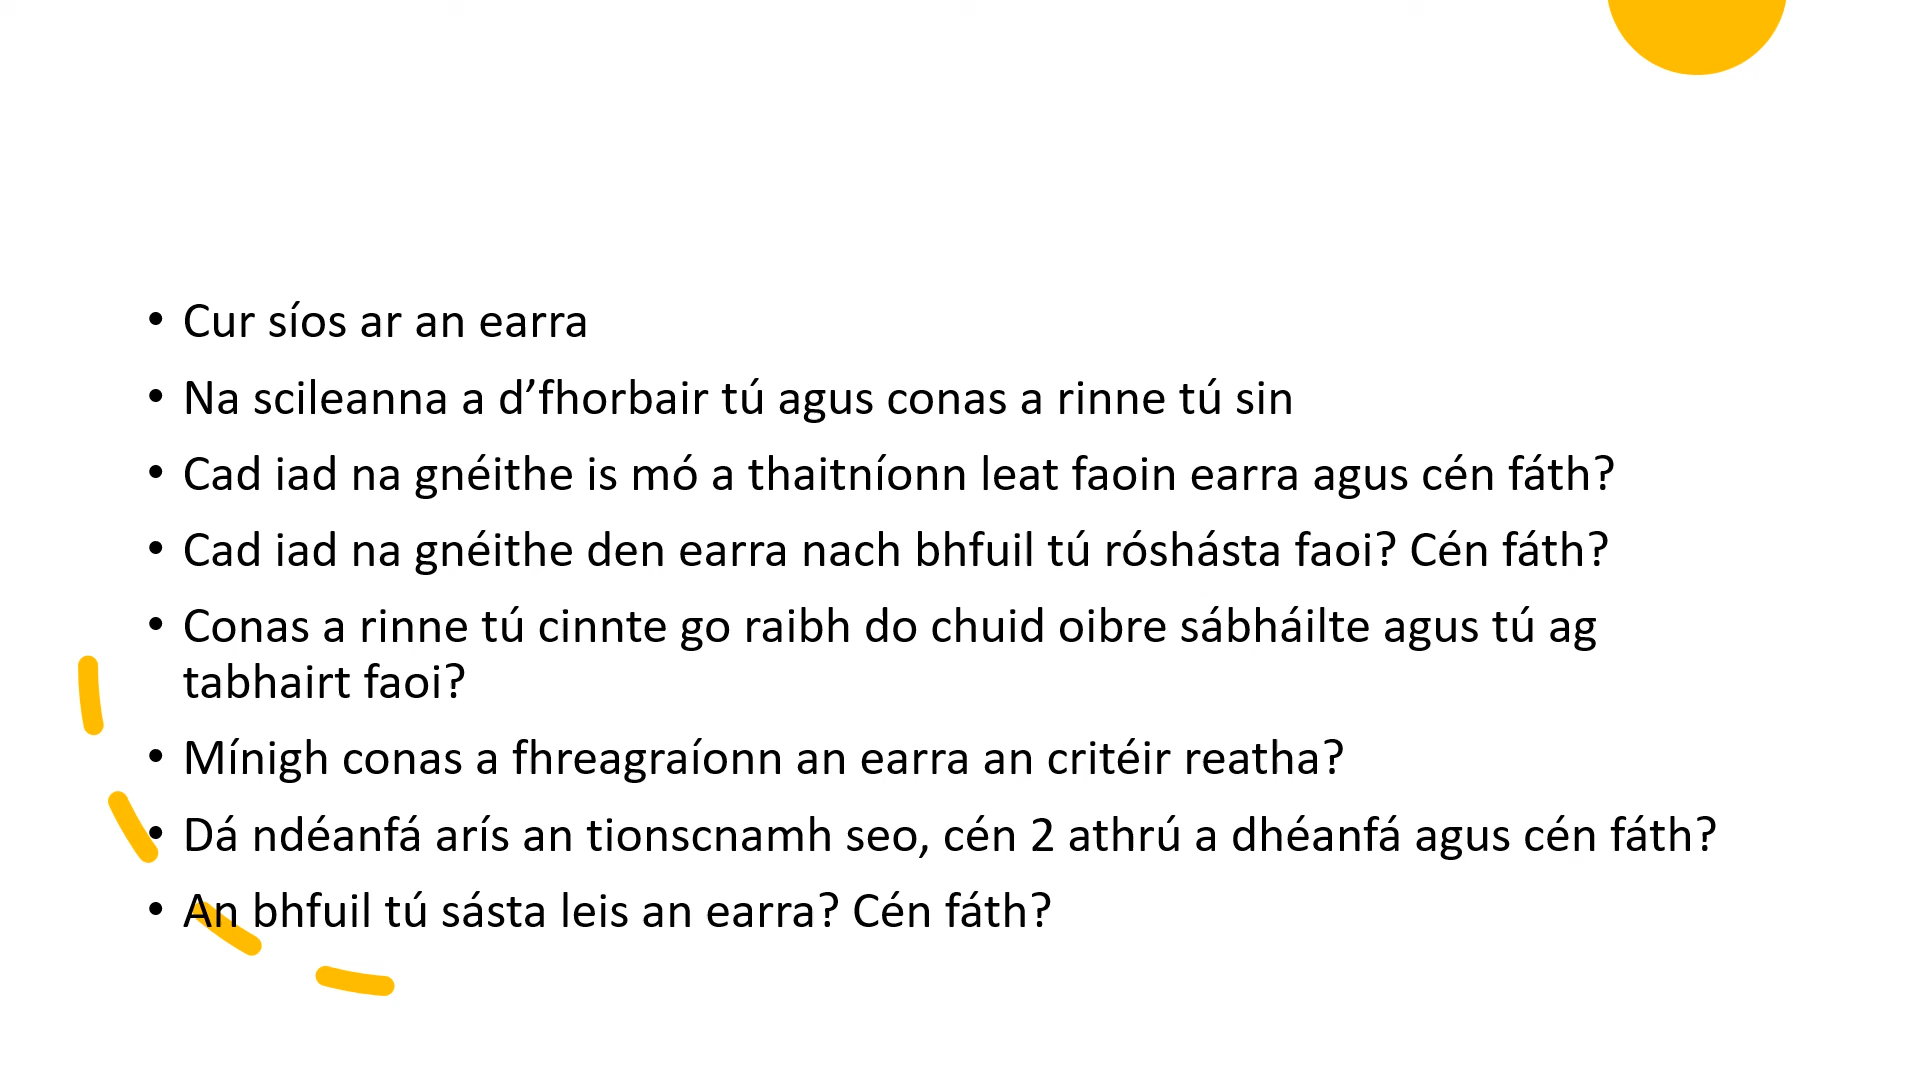 • Cur síos ar an earra
• Na scileanna a d’fhorbair tú agus conas a rinne tú sin
• Cad iad na gnéithe is mó a thaitníonn leat faoin earra agus cén fáth?
• Cad iad na gnéithe den earra nach bhfuil tú róshásta faoi? Cén fáth?
• Conas a rinne tú cinnte go raibh do chuid oibre sábháilte agus tú ag
tabhairt faoi?
• Mínigh conas a fhreagraíonn an earra an critéir reatha?
• Dá ndéanfá arís an tionscnamh seo, cén 2 athrú a dhéanfá agus cén fáth?
• An bhfuil tú sásta leis an earra? Cén fáth?